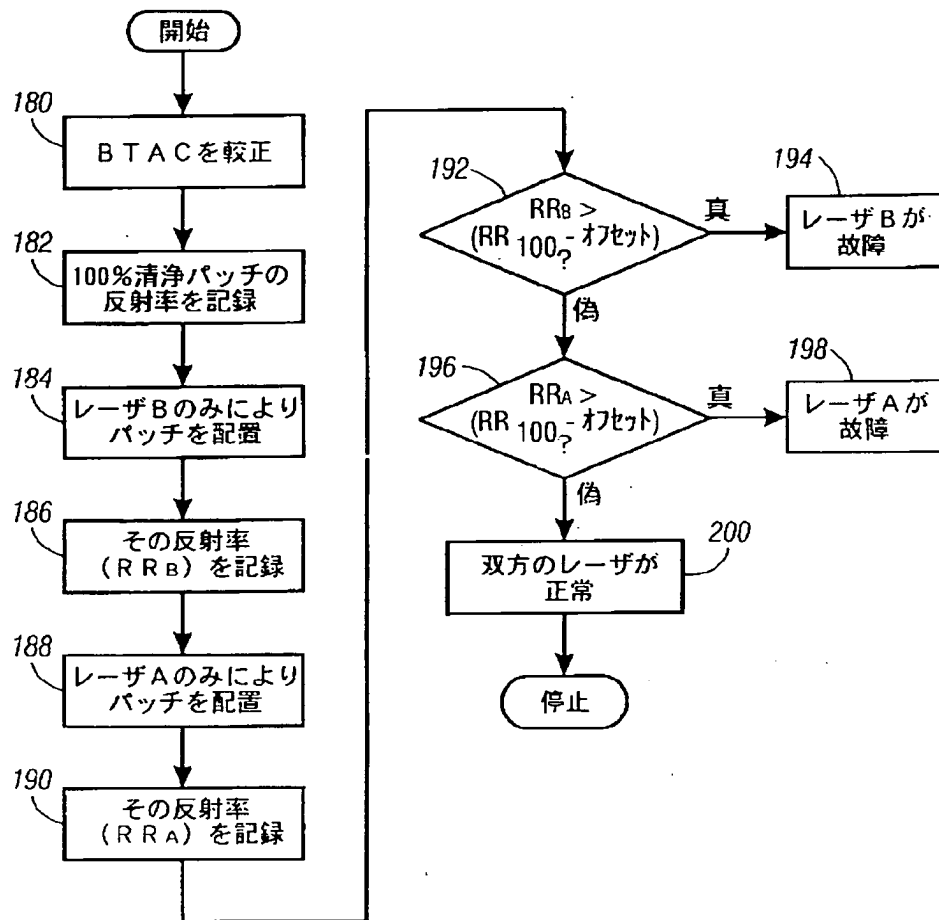 開始
180
BTACを較正
182
100%清浄パッチの
反射率を記録
184
レーザBのみにより
パッチを配置
186
その反射率
(RRB)を記録
188
レーザAのみにより
パッチを配置
190
その反射率
(RRA)を記録
192
RRB >
(RR 100 - オフセット)
?
真
194
レーザBが
故障
偽
196
RRA >
(RR 100 - オフセット)
?
真
198
レーザAが
故障
偽
200
双方のレーザが
正常
停止